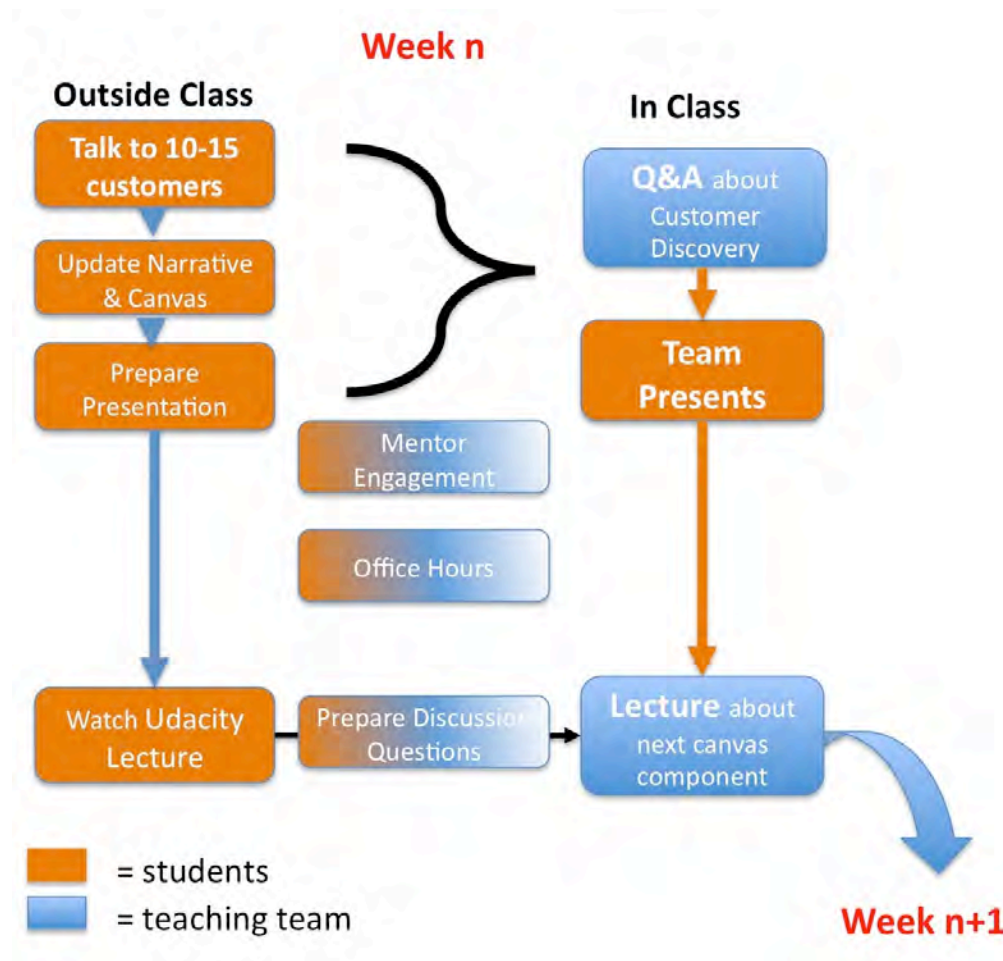 Week n
Outside Class
Talk to 10-15
customers
Update Narrative
& Canvas
Prepare
Presentation
Watch Udacity
Lecture
Mentor
Engagement
Office Hours
Prepare Discussion
Questions
In Class
Q&A about
Customer
Discovery
Team
Presents
Lecture about
next canvas
component
= students
= teaching team
Week n+1